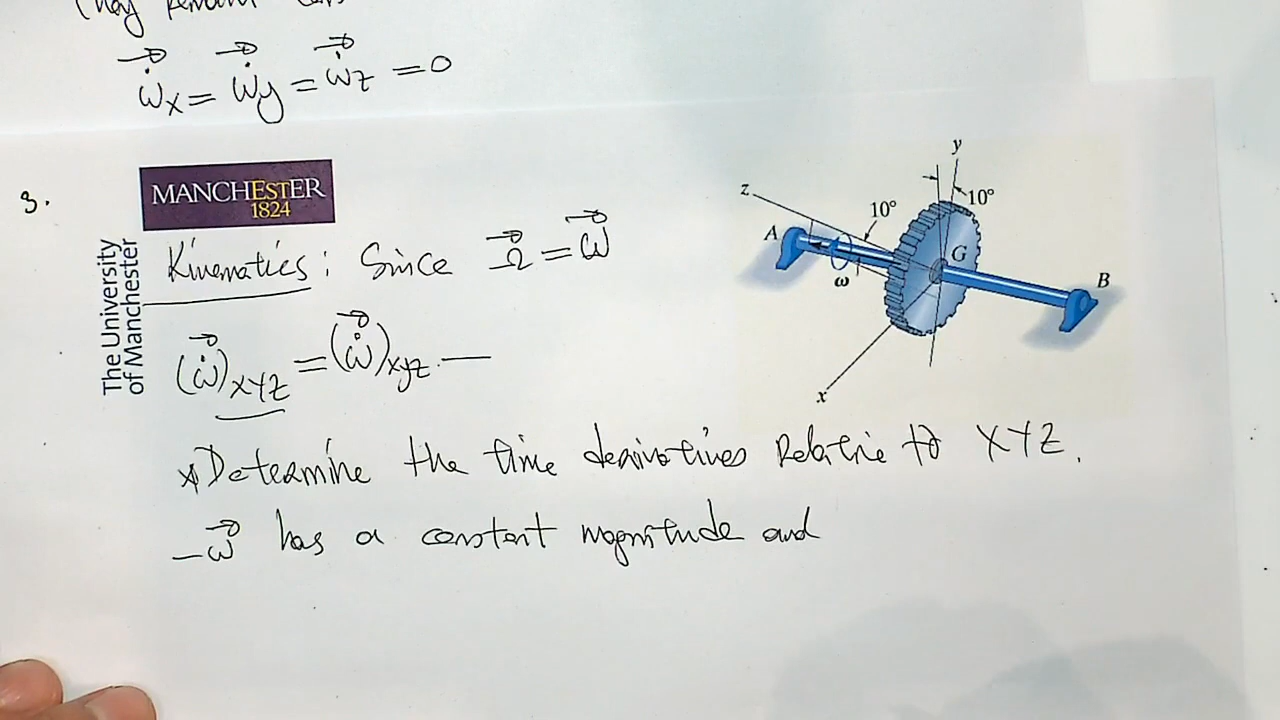 ω̇x = ω̇y = ω̇z = 0
3.
MANCHESTER
1824
The University
of Manchester
Kinematics: Since Ω⃗ = ω⃗
(ω⃗̇)XYZ = (ω⃗̇)xyz. —
y
z
10°
10°
A
G
B
ω
x
*Determine the time derivatives Relative to XYZ.
- ω⃗ has a constant magnitude and